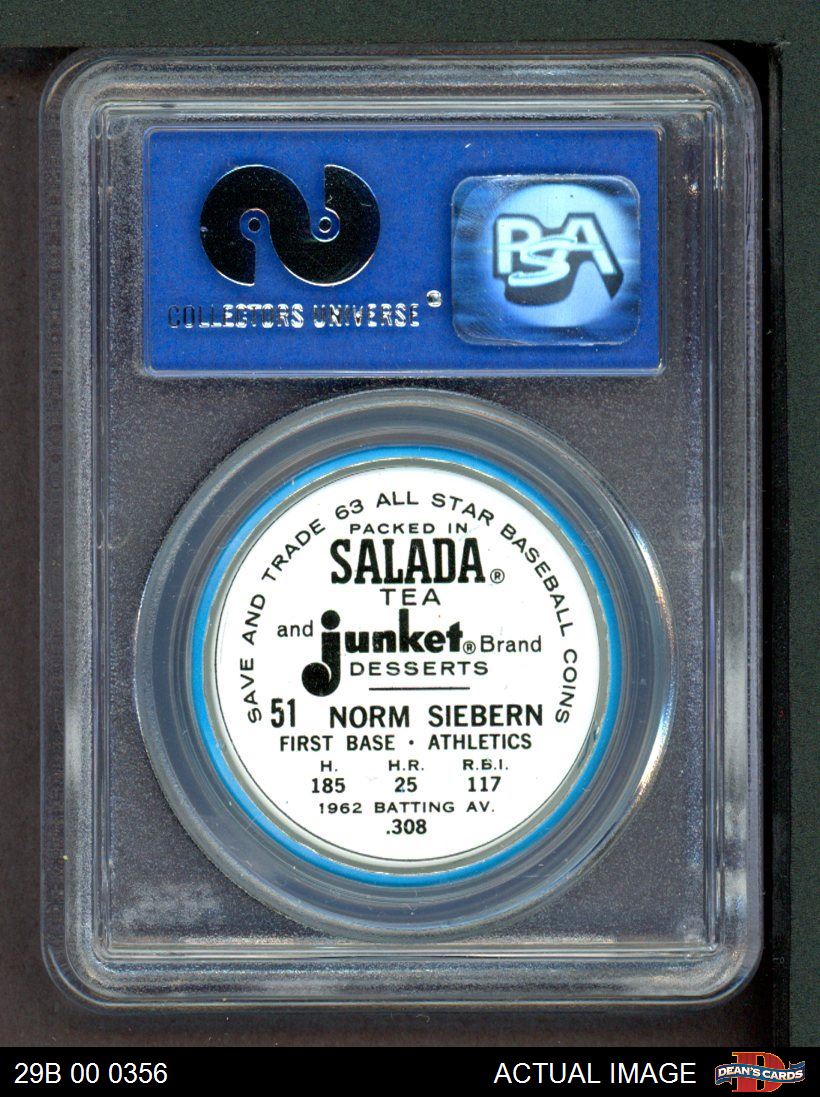 COLLECTORS UNIVERSE®
PSA
SAVE AND TRADE 63 ALL STAR BASEBALL COINS
PACKED IN
SALADA®
TEA
and Junket® Brand
DESSERTS
51 NORM SIEBERN
FIRST BASE • ATHLETICS
H. H.R. R.B.I.
185 25 117
1962 BATTING AV.
.308
29B 00 0356 ACTUAL IMAGE D DEAN'S CARDS